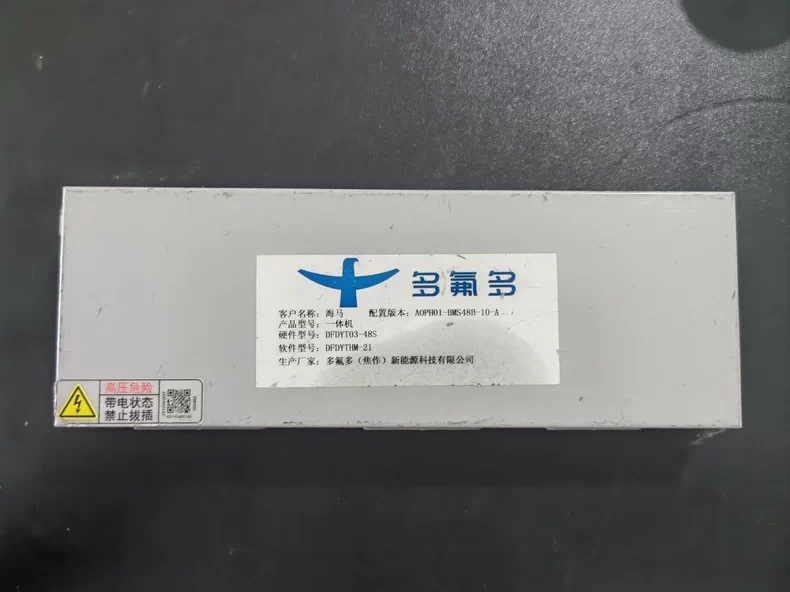 多氟多
客户名称：海马 配置版本：A0PH01-BMS48B-10-A
产品型号：一体机
硬件型号：DFDYT03-48S
软件型号：DFDYTHM-21
生产厂家：多氟多（焦作）新能源科技有限公司
高压危险
带电状态
禁止拔插